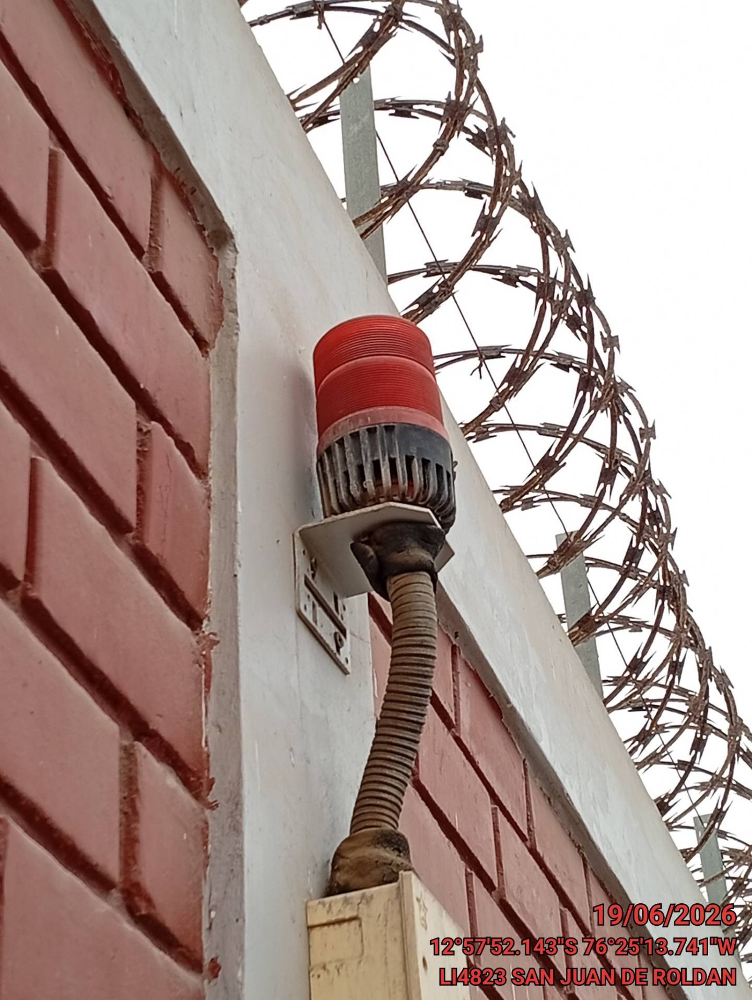 19/06/2026
12°57'52.143"S 76°25'13.741"W
LI4823 SAN JUAN DE ROLDAN